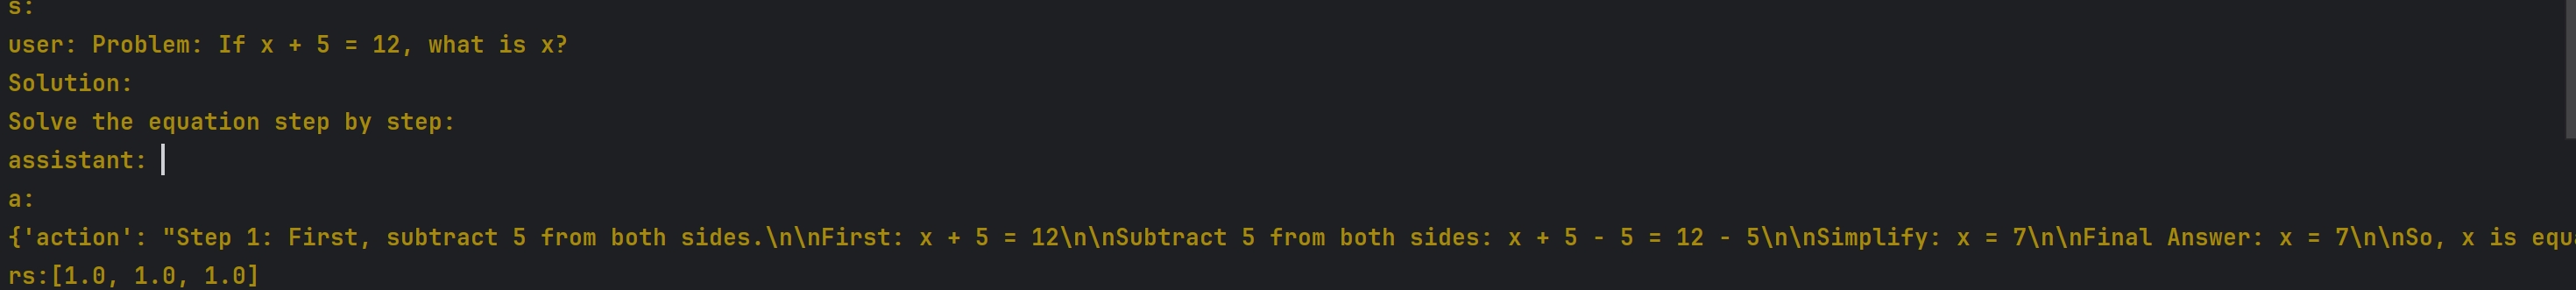 s:
user: Problem: If x + 5 = 12, what is x?
Solution:
Solve the equation step by step:
assistant:
a:
{'action': "Step 1: First, subtract 5 from both sides.\n\nFirst: x + 5 = 12\n\nSubtract 5 from both sides: x + 5 - 5 = 12 - 5\n\nSimplify: x = 7\n\nFinal Answer: x = 7\n\nSo, x is equ
rs:[1.0, 1.0, 1.0]